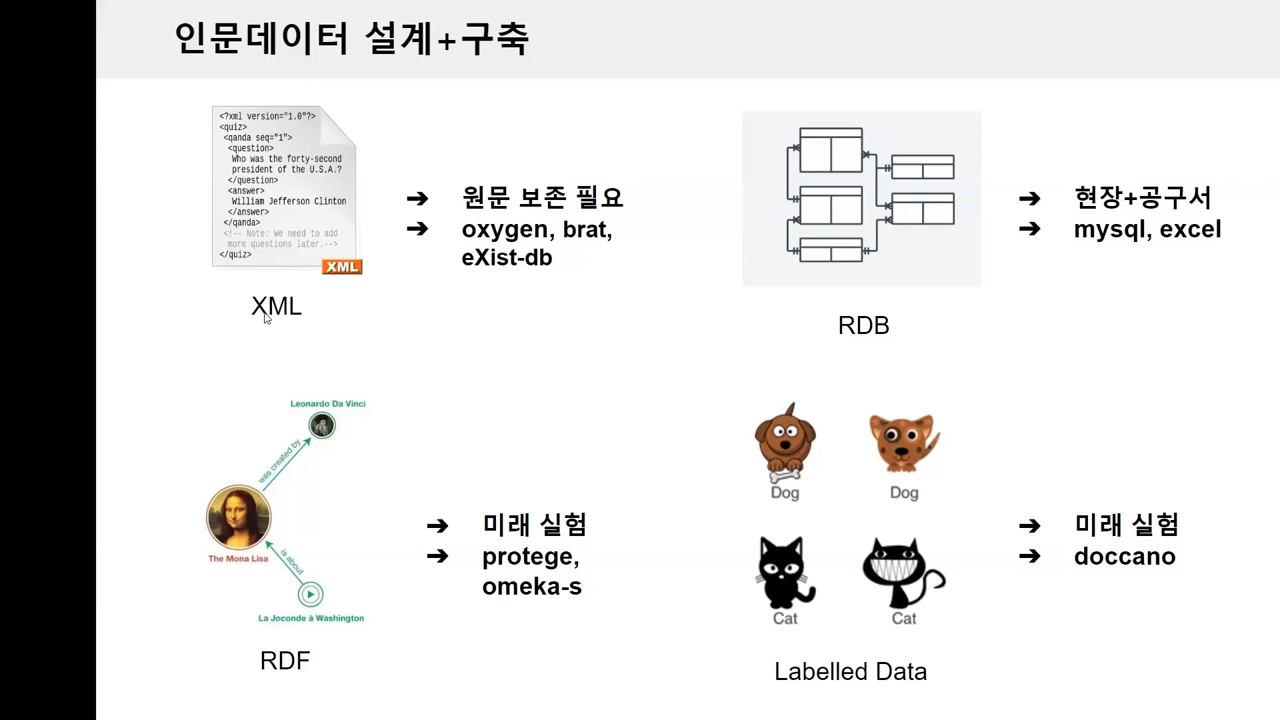 인문데이터 설계+구축
<?xml version="1.0"?>
<quiz>
<qanda seq="1">
<question>
Who was the forty-second
president of the U.S.A.?
</question>
<answer>
William Jefferson Clinton
</answer>
</qanda>
<!-- Note: We need to add
more questions later.-->
</quiz>
XML
XML
➔ 원문 보존 필요
➔ oxygen, brat,
eXist-db
RDB
➔ 현장+공구서
➔ mysql, excel
Leonardo Da Vinci
was created by
The Mona Lisa
is about
La Joconde à Washington
RDF
➔ 미래 실험
➔ protege,
omeka-s
Dog Dog
Cat Cat
Labelled Data
➔ 미래 실험
➔ doccano